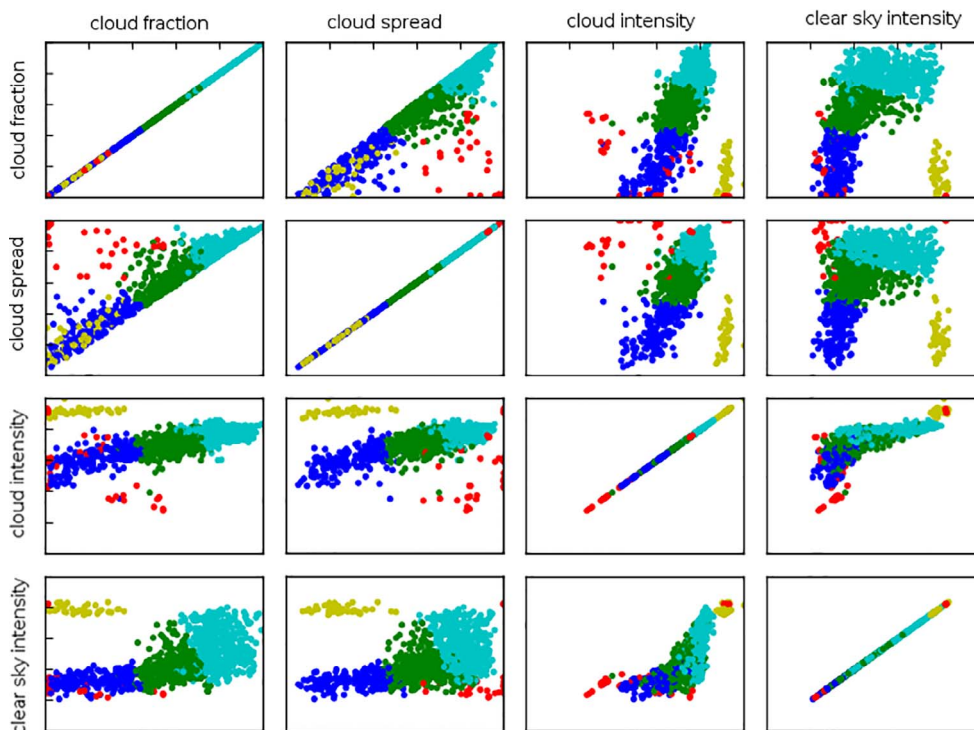 cloud fraction
cloud spread
cloud intensity
clear sky intensity
cloud fraction
cloud spread
cloud intensity
clear sky intensity